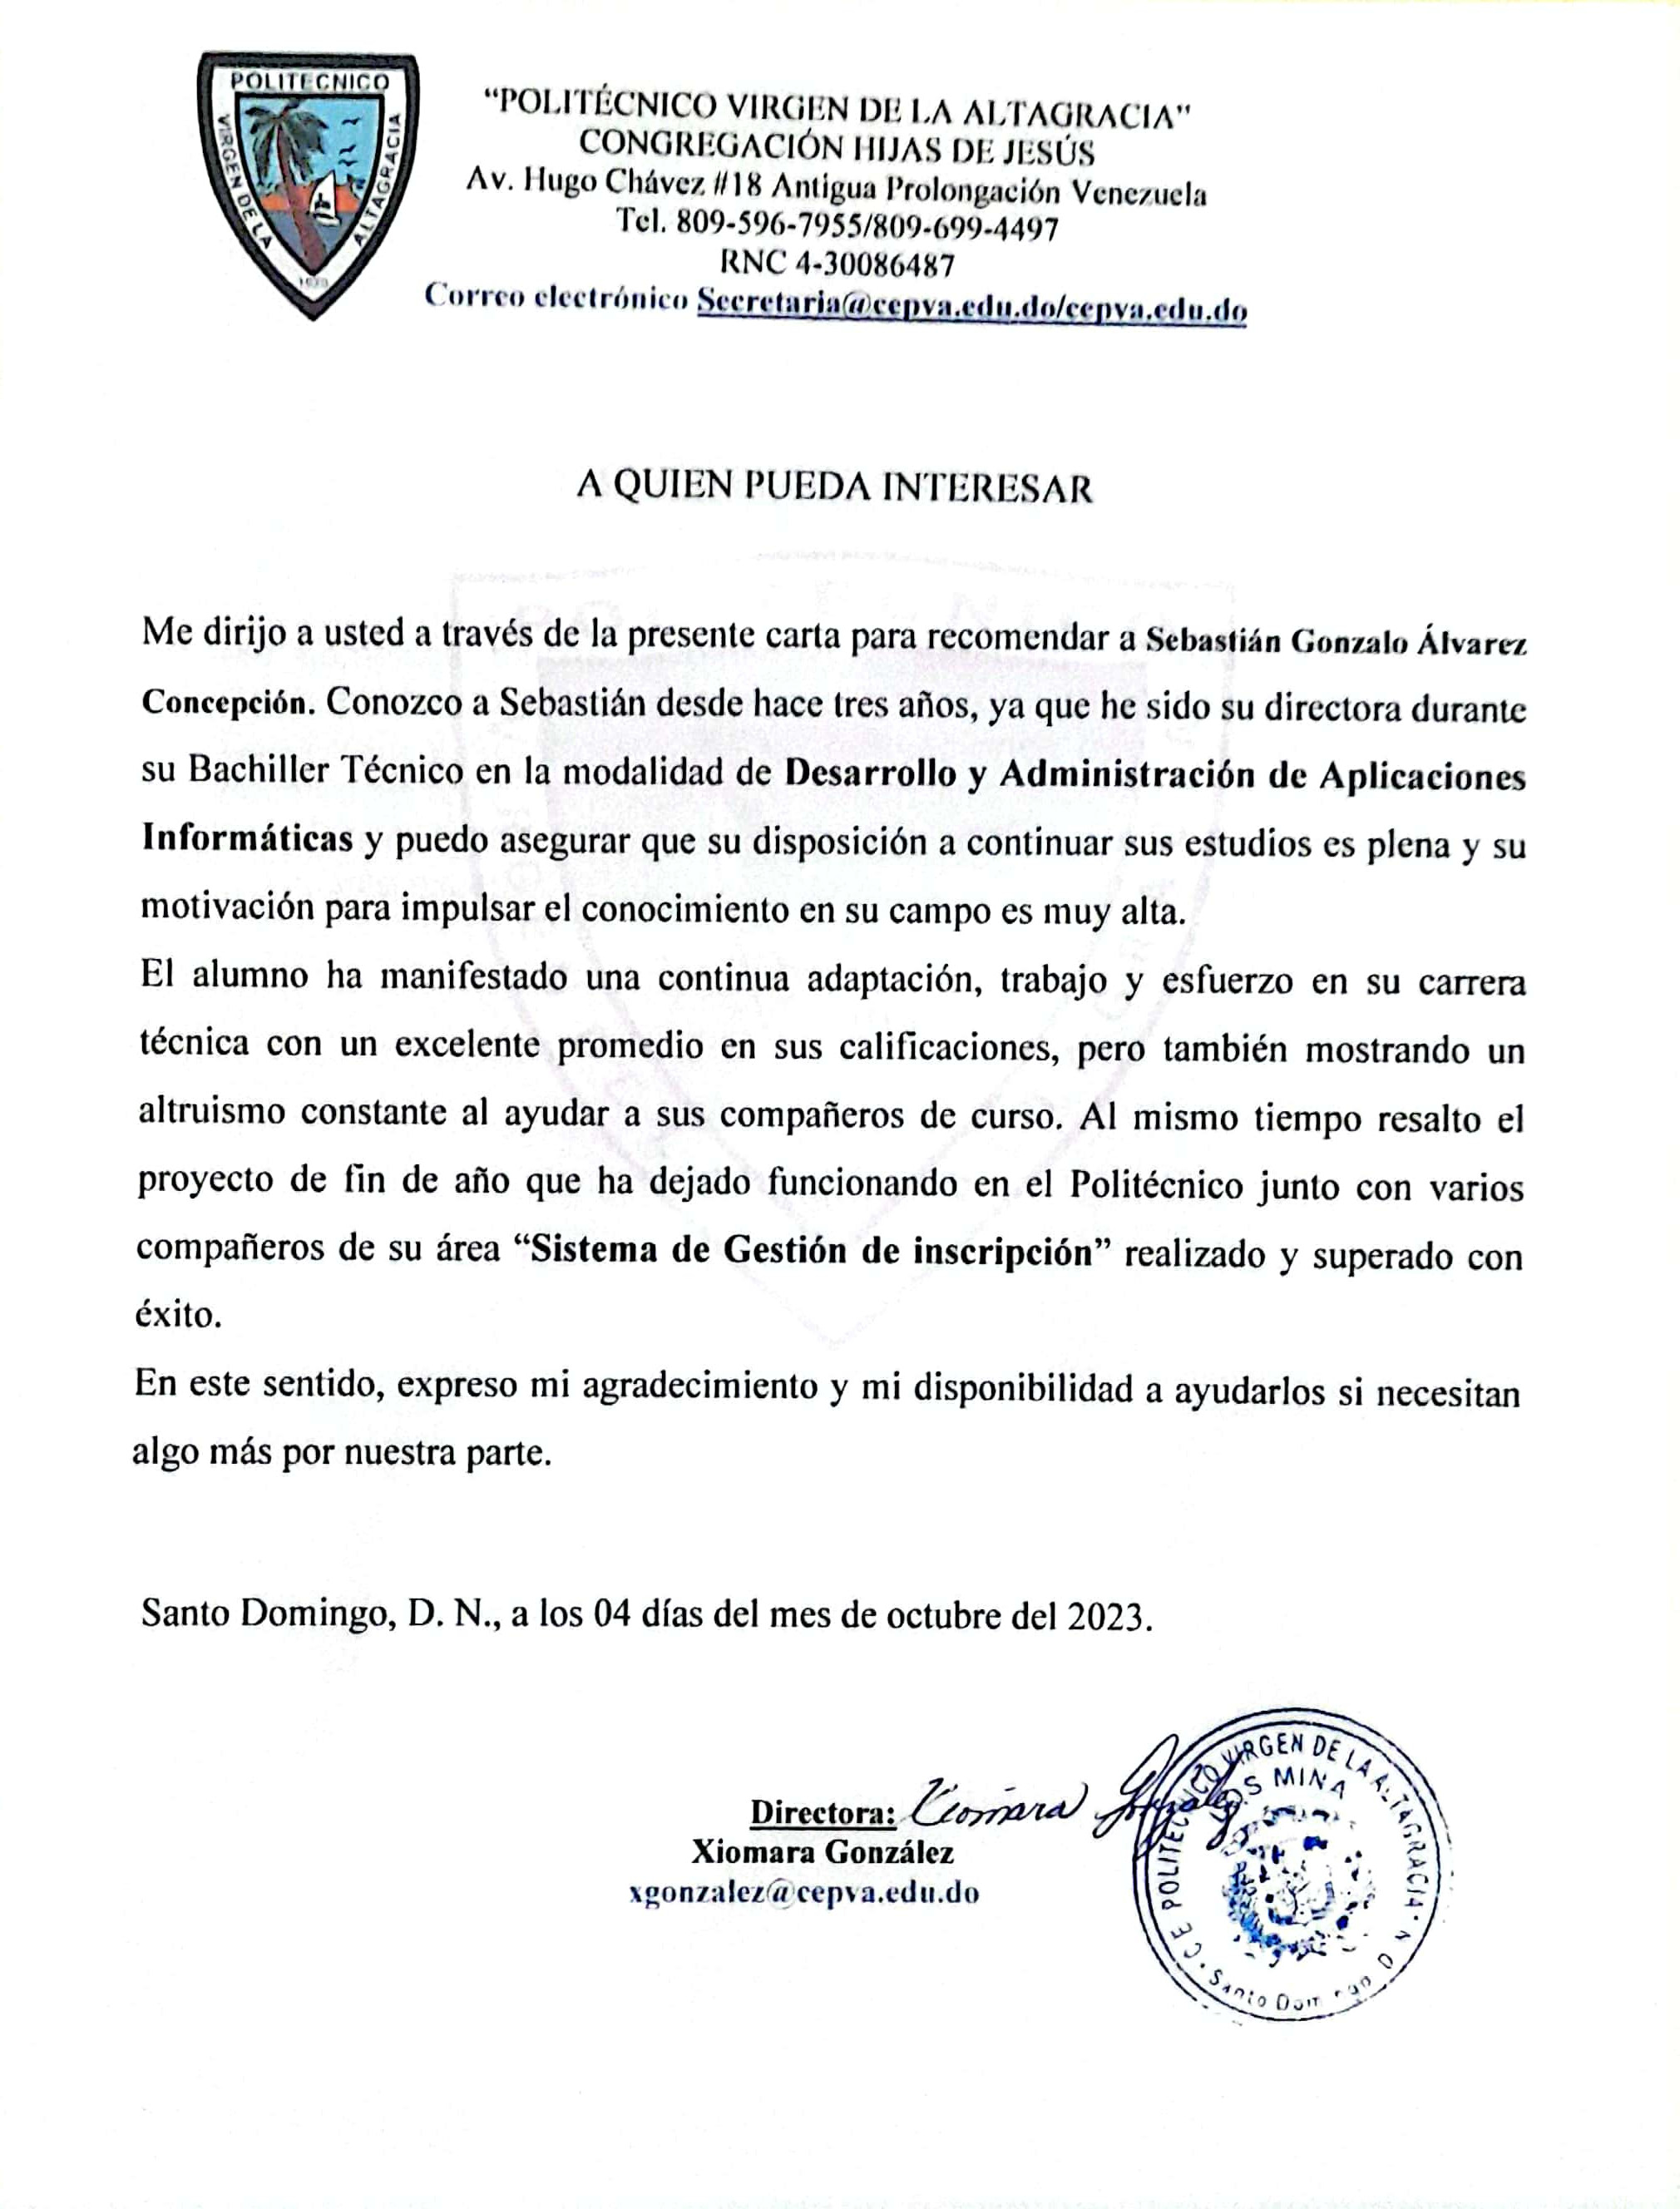 POLITECNICO
VIRGEN DE LA
ALTAGRACIA
“POLITÉCNICO VIRGEN DE LA ALTAGRACIA”
CONGREGACIÓN HIJAS DE JESÚS
Av. Hugo Chávez #18 Antigua Prolongación Venezuela
Tel. 809-596-7955/809-699-4497
RNC 4-30086487
Correo electrónico Secretaria@cepva.edu.do/cepva.edu.do
A QUIEN PUEDA INTERESAR
Me dirijo a usted a través de la presente carta para recomendar a Sebastián Gonzalo Álvarez
Concepción. Conozco a Sebastián desde hace tres años, ya que he sido su directora durante
su Bachiller Técnico en la modalidad de Desarrollo y Administración de Aplicaciones
Informáticas y puedo asegurar que su disposición a continuar sus estudios es plena y su
motivación para impulsar el conocimiento en su campo es muy alta.
El alumno ha manifestado una continua adaptación, trabajo y esfuerzo en su carrera
técnica con un excelente promedio en sus calificaciones, pero también mostrando un
altruismo constante al ayudar a sus compañeros de curso. Al mismo tiempo resalto el
proyecto de fin de año que ha dejado funcionando en el Politécnico junto con varios
compañeros de su área “Sistema de Gestión de inscripción” realizado y superado con
éxito.
En este sentido, expreso mi agradecimiento y mi disponibilidad a ayudarlos si necesitan
algo más por nuestra parte.
Santo Domingo, D. N., a los 04 días del mes de octubre del 2023.
Directora: Xiomara González
Xiomara González
xgonzalez@cepva.edu.do
C E POLITECNICO VIRGEN DE LA ALTAGRACIA
LOS MINA
Santo Domingo